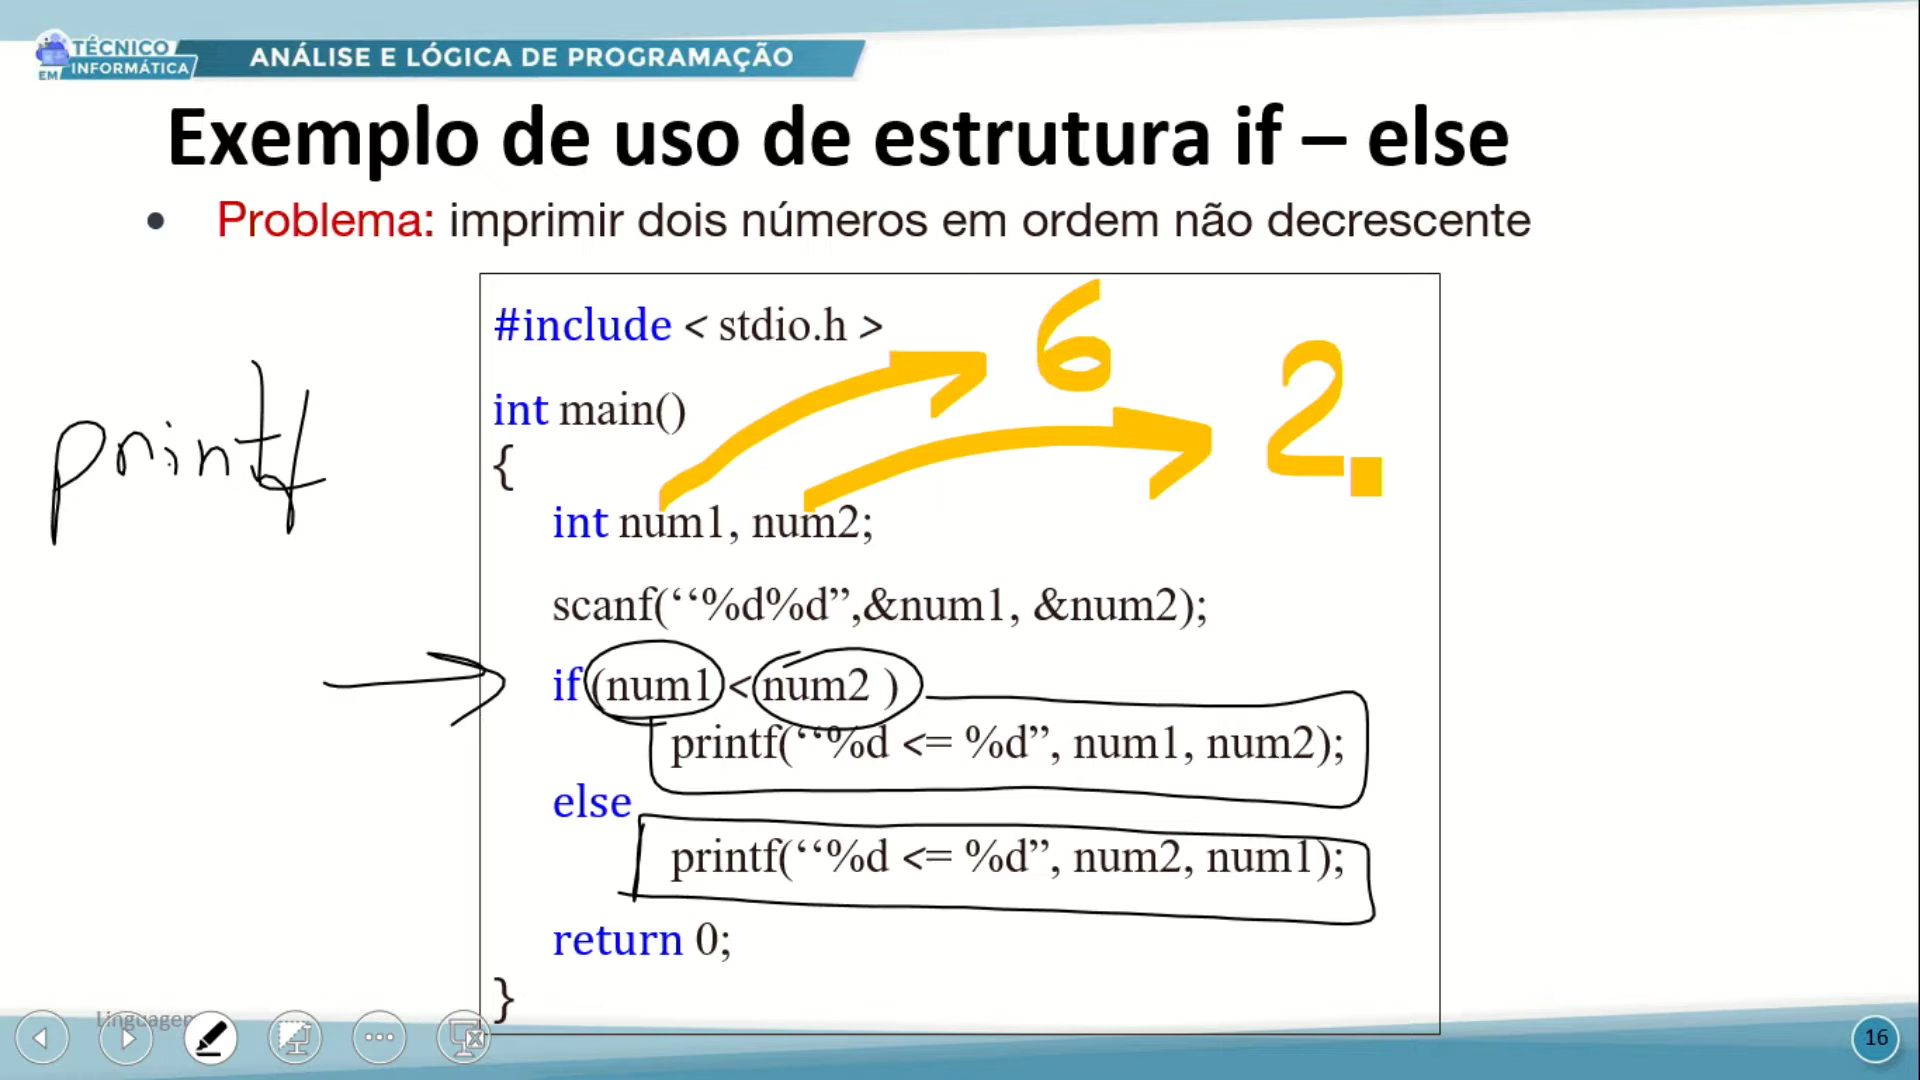 TÉCNICO
EM INFORMÁTICA
ANÁLISE E LÓGICA DE PROGRAMAÇÃO
Exemplo de uso de estrutura if – else
• Problema: imprimir dois números em ordem não decrescente
#include < stdio.h >
6
2.
int main()
printf
{
int num1, num2;
scanf(‘‘%d%d”,&num1, &num2);
if (num1 < num2 )
printf(‘‘%d <= %d”, num1, num2);
else
printf(‘‘%d <= %d”, num2, num1);
return 0;
}
Linguagem
16